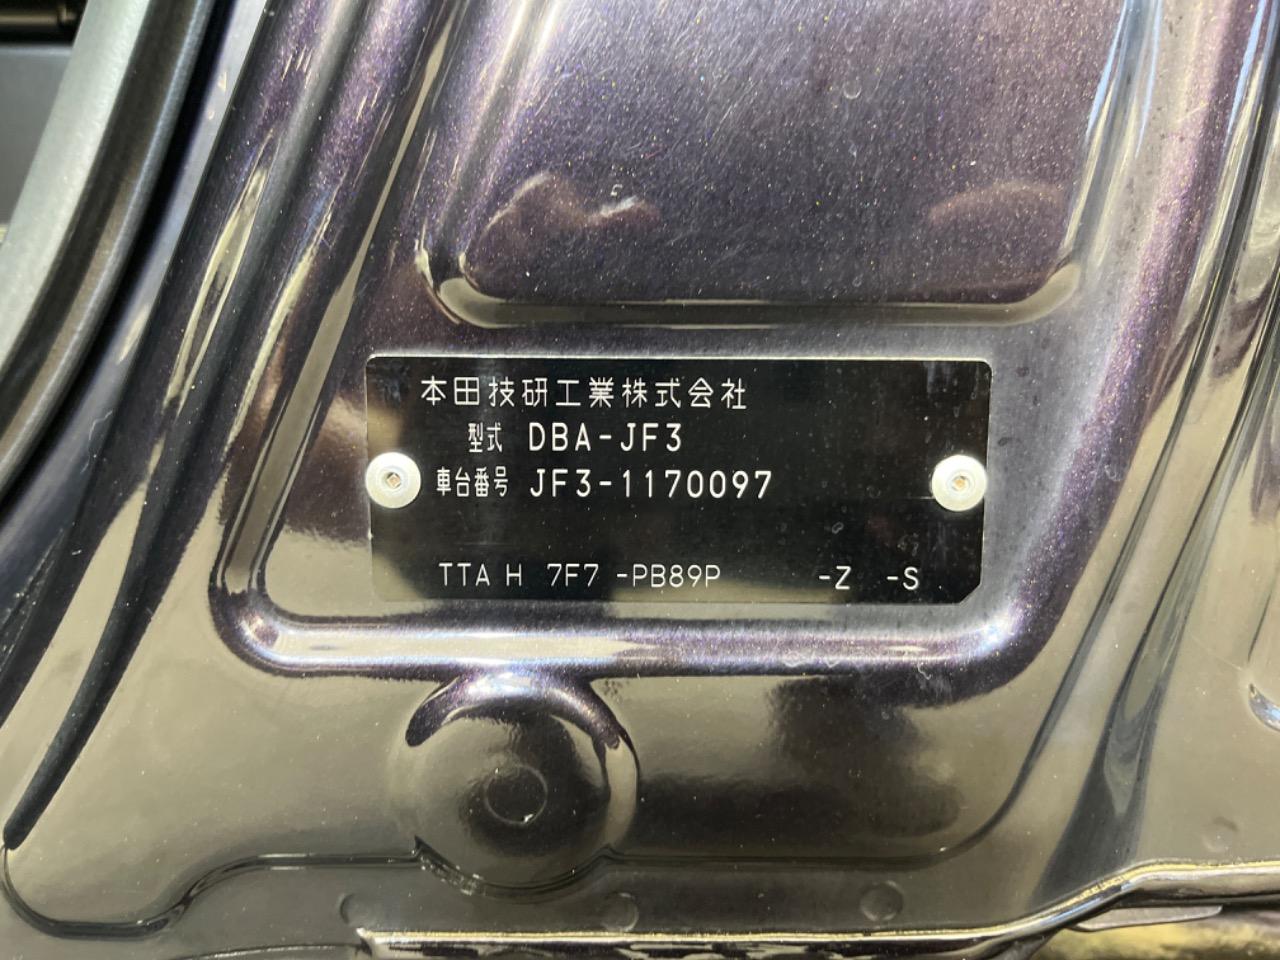 本田技研工業株式会社
型式 DBA-JF3
車台番号 JF3-1170097
TTA H 7F7 -PB89P -Z -S